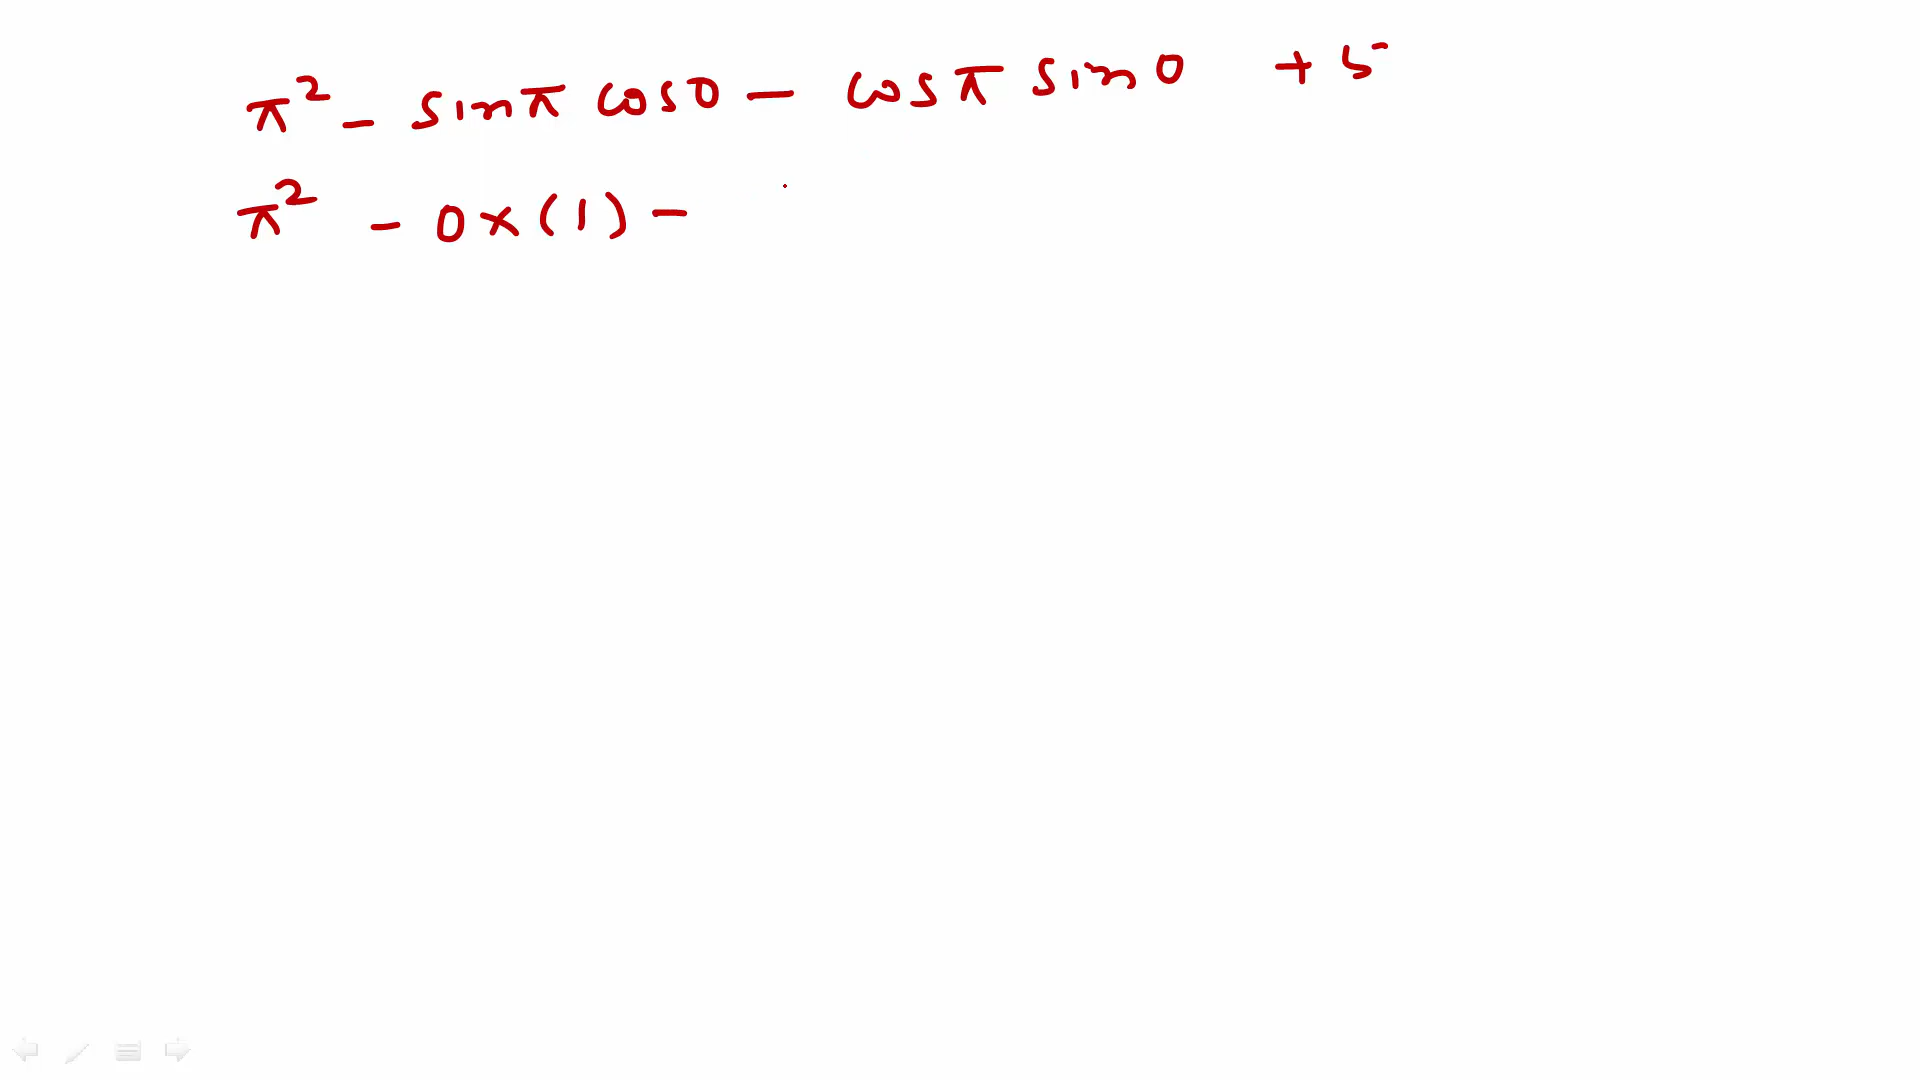 π² - sinπ cos0 - cosπ sin0 + 5
π² - 0×(1) -